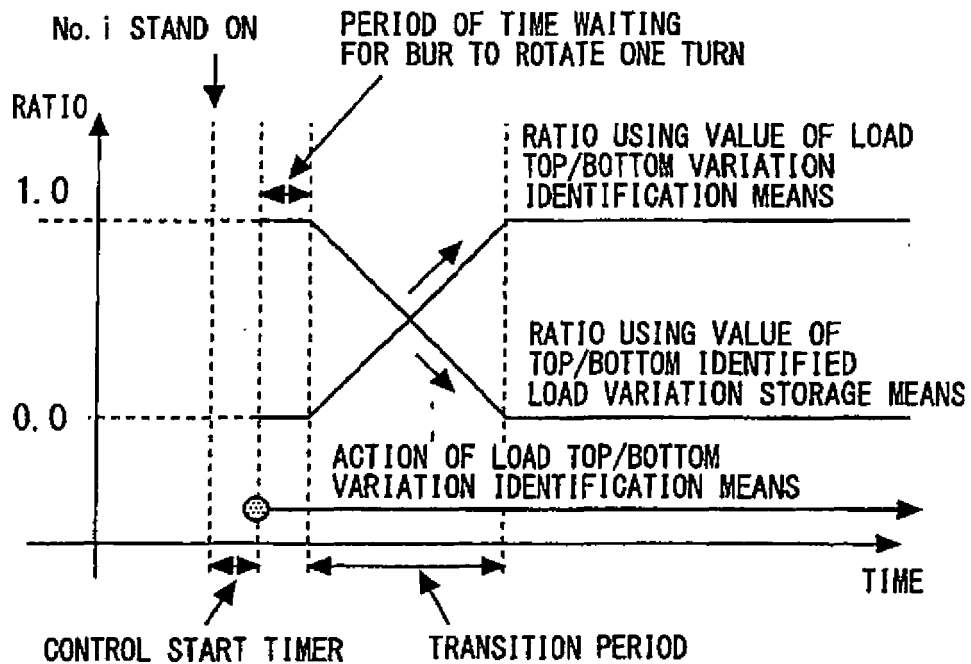 No. i STAND ON
PERIOD OF TIME WAITING
FOR BUR TO ROTATE ONE TURN
RATIO
1.0
RATIO USING VALUE OF LOAD
TOP/BOTTOM VARIATION
IDENTIFICATION MEANS
RATIO USING VALUE OF
TOP/BOTTOM IDENTIFIED
LOAD VARIATION STORAGE MEANS
0.0
ACTION OF LOAD TOP/BOTTOM
VARIATION IDENTIFICATION MEANS
TIME
CONTROL START TIMER
TRANSITION PERIOD